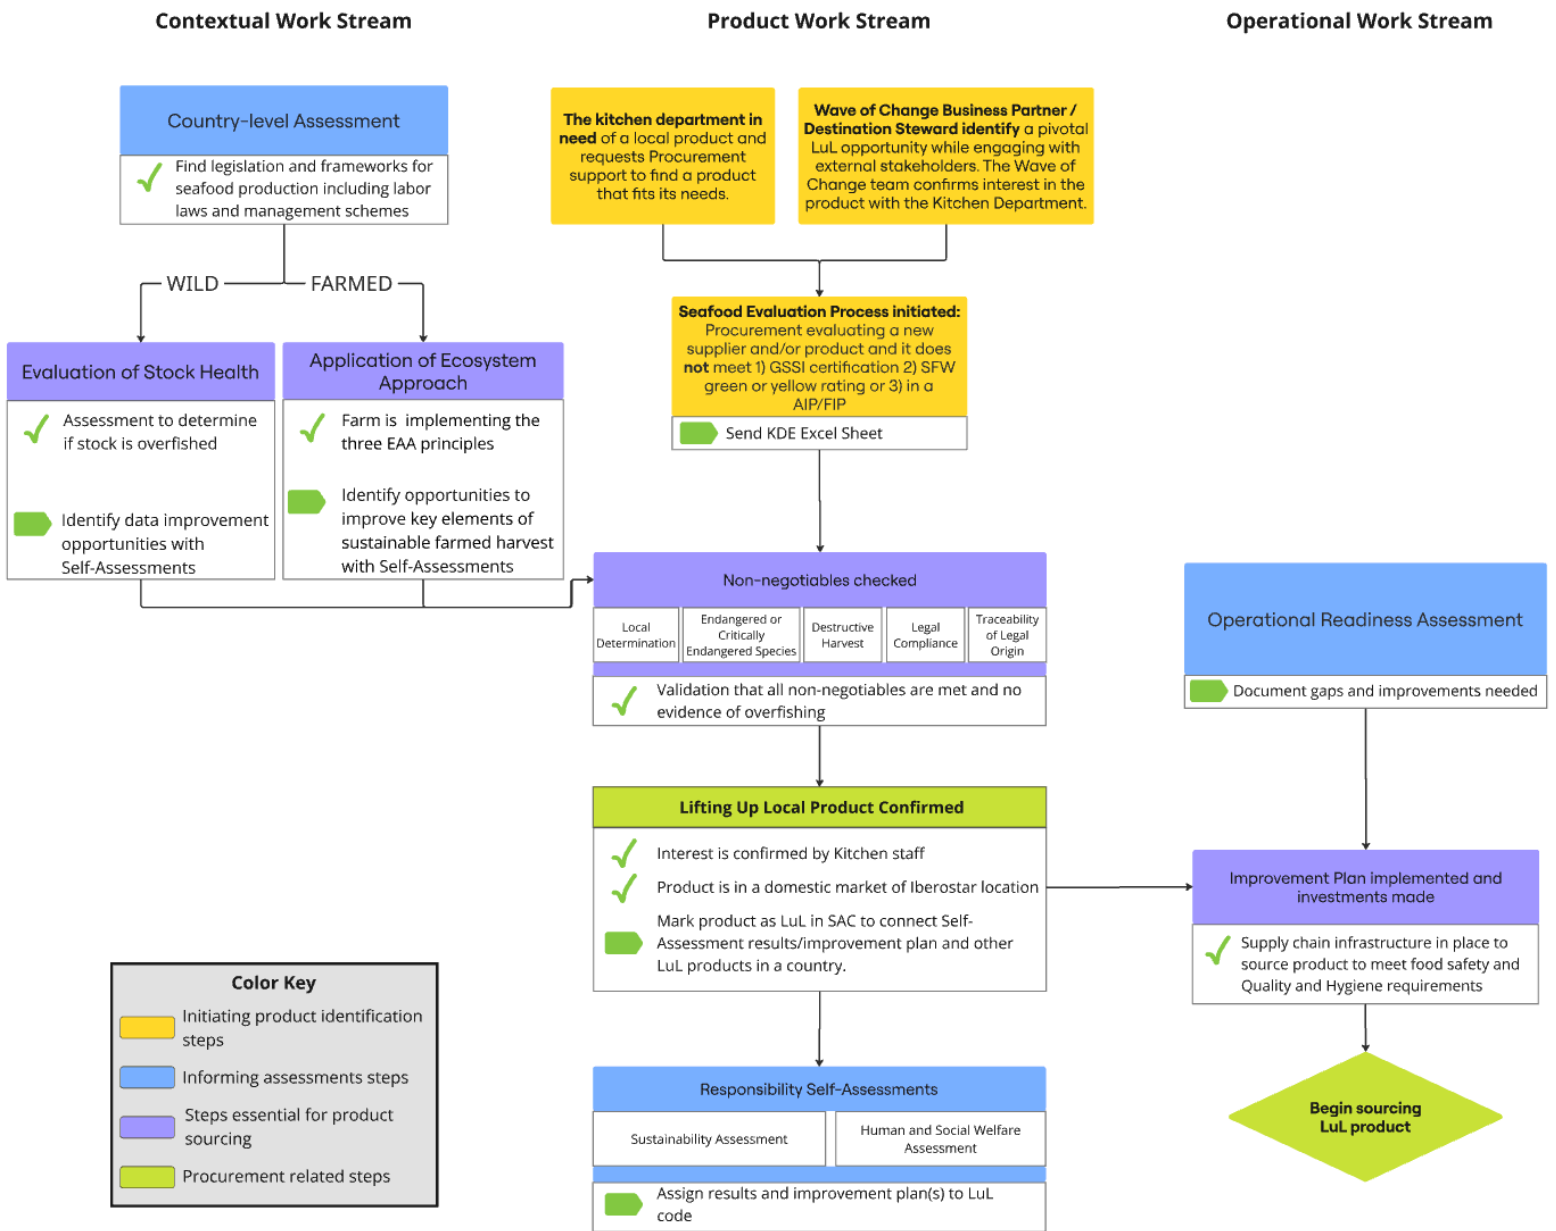 Contextual Work Stream
Product Work Stream
Operational Work Stream
Country-level Assessment
Find legislation and frameworks for
seafood production including labor
laws and management schemes
WILD
FARMED
Evaluation of Stock Health
Assessment to determine
if stock is overfished
Identify data improvement
opportunities with
Self-Assessments
Application of Ecosystem
Approach
Farm is implementing the
three EAA principles
Identify opportunities to
improve key elements of
sustainable farmed harvest
with Self-Assessments
The kitchen department in
need of a local product and
requests Procurement
support to find a product
that fits its needs.
Wave of Change Business Partner /
Destination Steward identify a pivotal
LuL opportunity while engaging with
external stakeholders. The Wave of
Change team confirms interest in the
product with the Kitchen Department.
Seafood Evaluation Process initiated:
Procurement evaluating a new
supplier and/or product and it does
not meet 1) GSSI certification 2) SFW
green or yellow rating or 3) in a
AIP/FIP
Send KDE Excel Sheet
Non-negotiables checked
Local
Determination
Endangered or
Critically
Endangered Species
Destructive
Harvest
Legal
Compliance
Traceability
of Legal
Origin
Validation that all non-negotiables are met and no
evidence of overfishing
Lifting Up Local Product Confirmed
Interest is confirmed by Kitchen staff
Product is in a domestic market of Iberostar location
Mark product as LuL in SAC to connect Self-
Assessment results/improvement plan and other
LuL products in a country.
Responsibility Self-Assessments
Sustainability Assessment
Human and Social Welfare
Assessment
Assign results and improvement plan(s) to LuL
code
Operational Readiness Assessment
Document gaps and improvements needed
Improvement Plan implemented and
investments made
Supply chain infrastructure in place to
source product to meet food safety and
Quality and Hygiene requirements
Begin sourcing
LuL product
Color Key
Initiating product identification
steps
Informing assessments steps
Steps essential for product
sourcing
Procurement related steps